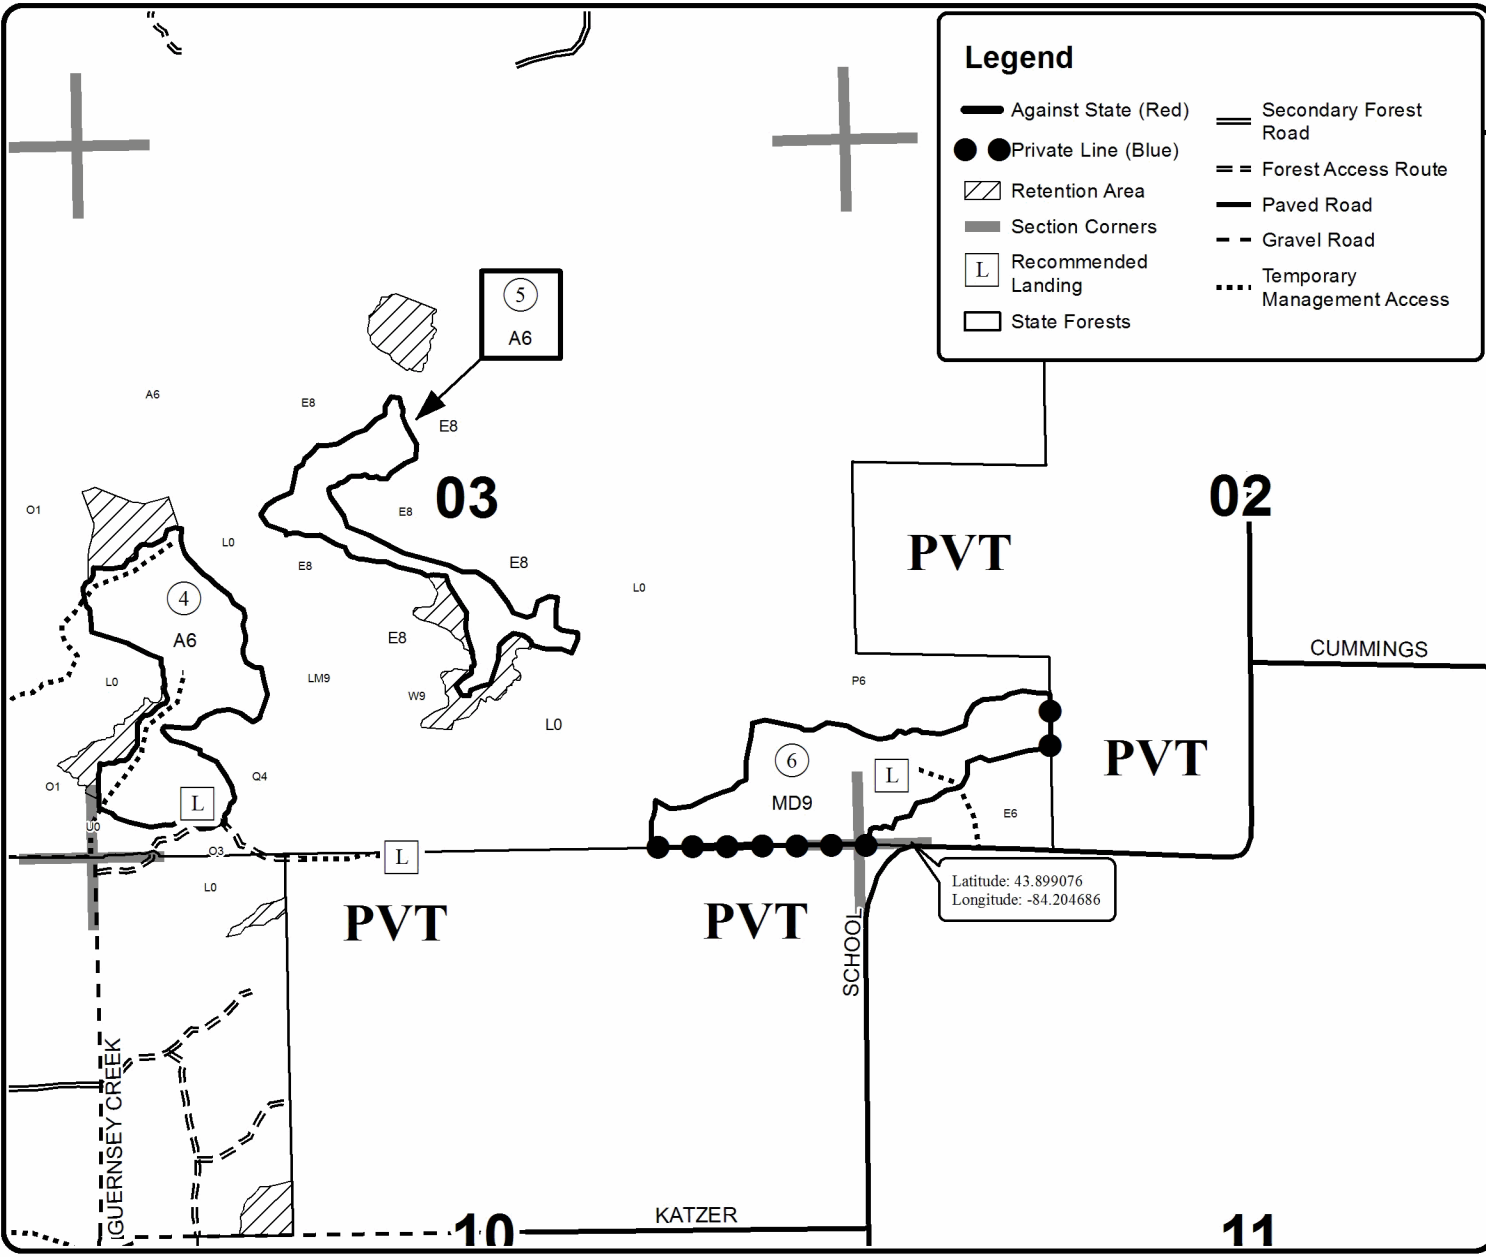 Legend
Against State (Red)
Private Line (Blue)
Retention Area
Section Corners
L
Recommended
Landing
State Forests
Secondary Forest
Road
Forest Access Route
Paved Road
Gravel Road
Temporary
Management Access
5
A6
A6
E8
E8
03
02
O1
E8
L0
E8
E8
PVT
L0
4
A6
E8
CUMMINGS
L0
LM9
W9
P6
L0
PVT
6
MD9
L
O1
Q4
L
E6
U0
O3
L
L0
Latitude: 43.899076
Longitude: -84.204686
PVT
PVT
SCHOOL
GUERNSEY CREEK
KATZER
10
11